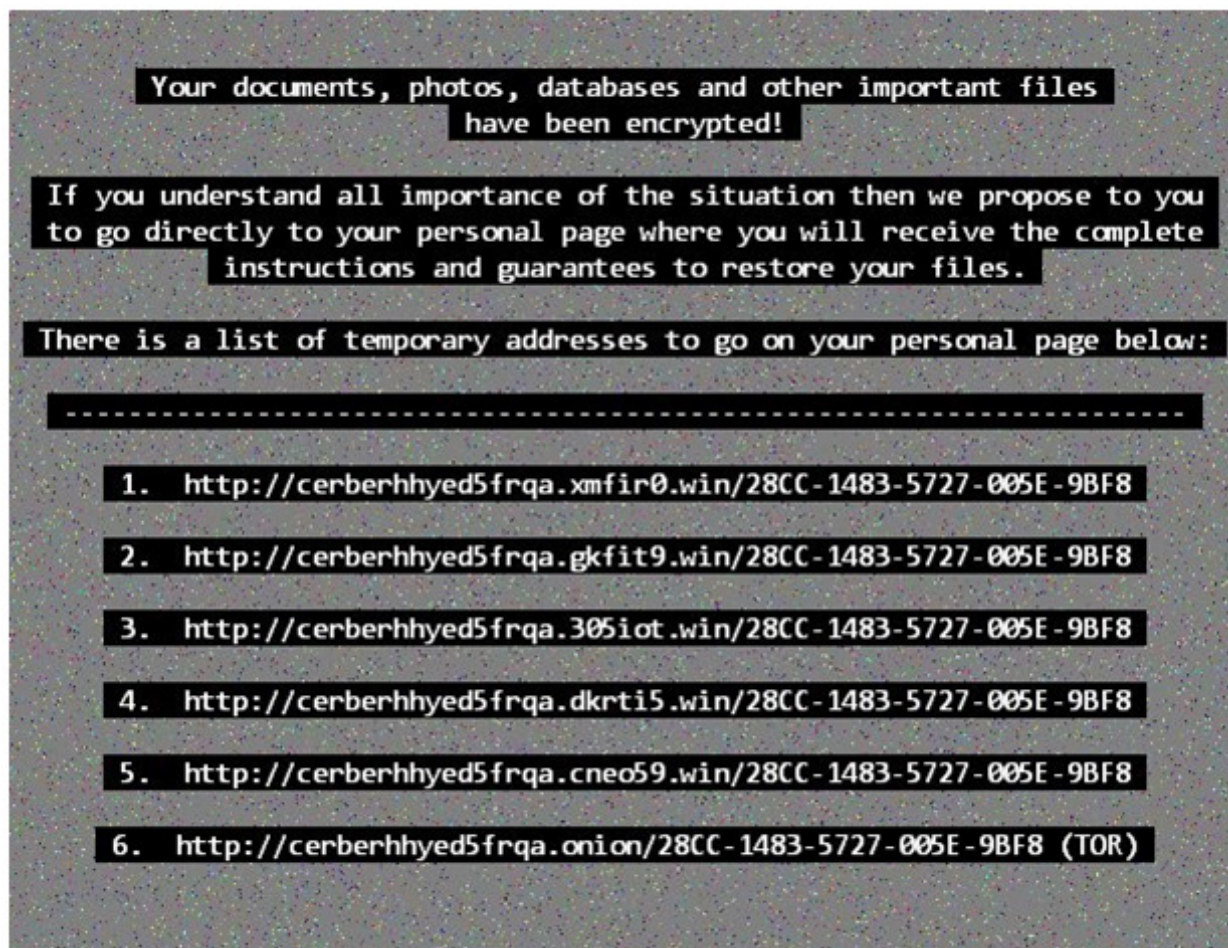 Your documents, photos, databases and other important files
have been encrypted!
If you understand all importance of the situation then we propose to you
to go directly to your personal page where you will receive the complete
instructions and guarantees to restore your files.
There is a list of temporary addresses to go on your personal page below:
-----------------------------------------------------------------------
1. http://cerberhhyed5frqa.xmfir0.win/28CC-1483-5727-005E-9BF8
2. http://cerberhhyed5frqa.gkfit9.win/28CC-1483-5727-005E-9BF8
3. http://cerberhhyed5frqa.305iot.win/28CC-1483-5727-005E-9BF8
4. http://cerberhhyed5frqa.dkrti5.win/28CC-1483-5727-005E-9BF8
5. http://cerberhhyed5frqa.cneo59.win/28CC-1483-5727-005E-9BF8
6. http://cerberhhyed5frqa.onion/28CC-1483-5727-005E-9BF8 (TOR)